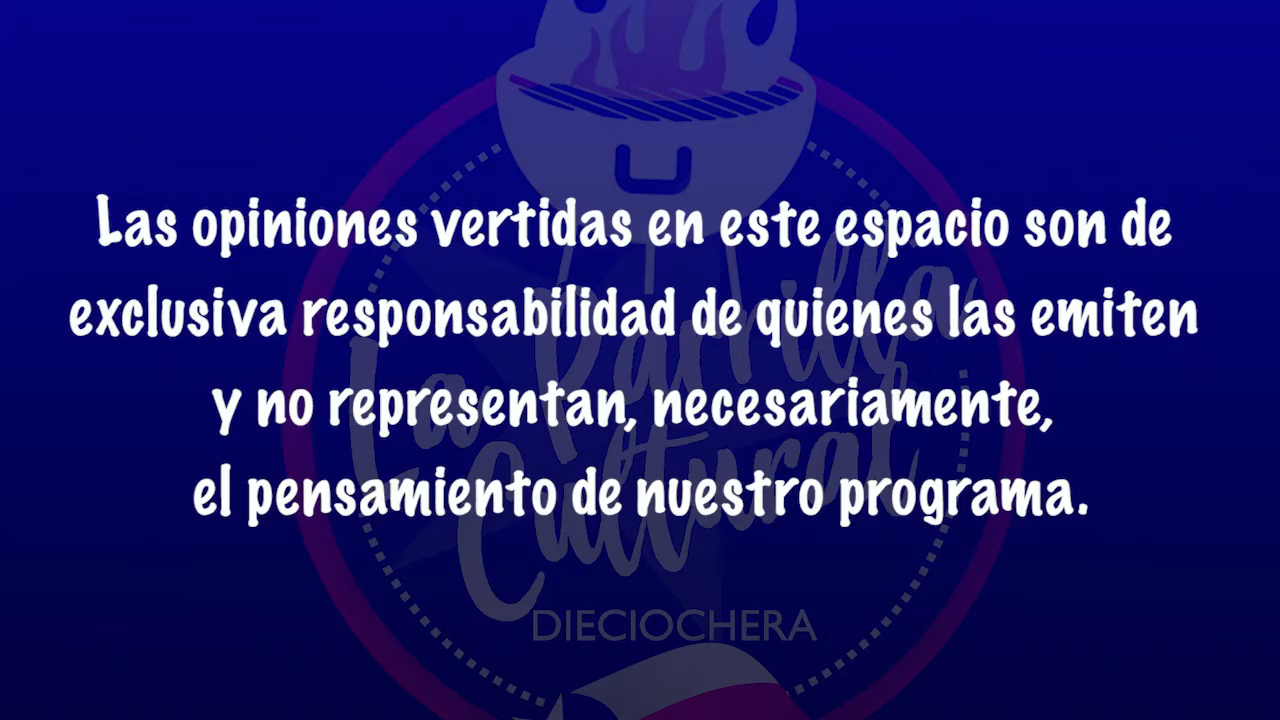 Las opiniones vertidas en este espacio son de
exclusiva responsabilidad de quienes las emiten
y no representan, necesariamente,
el pensamiento de nuestro programa.
La Parrilla
Cultural
DIECIOCHERA